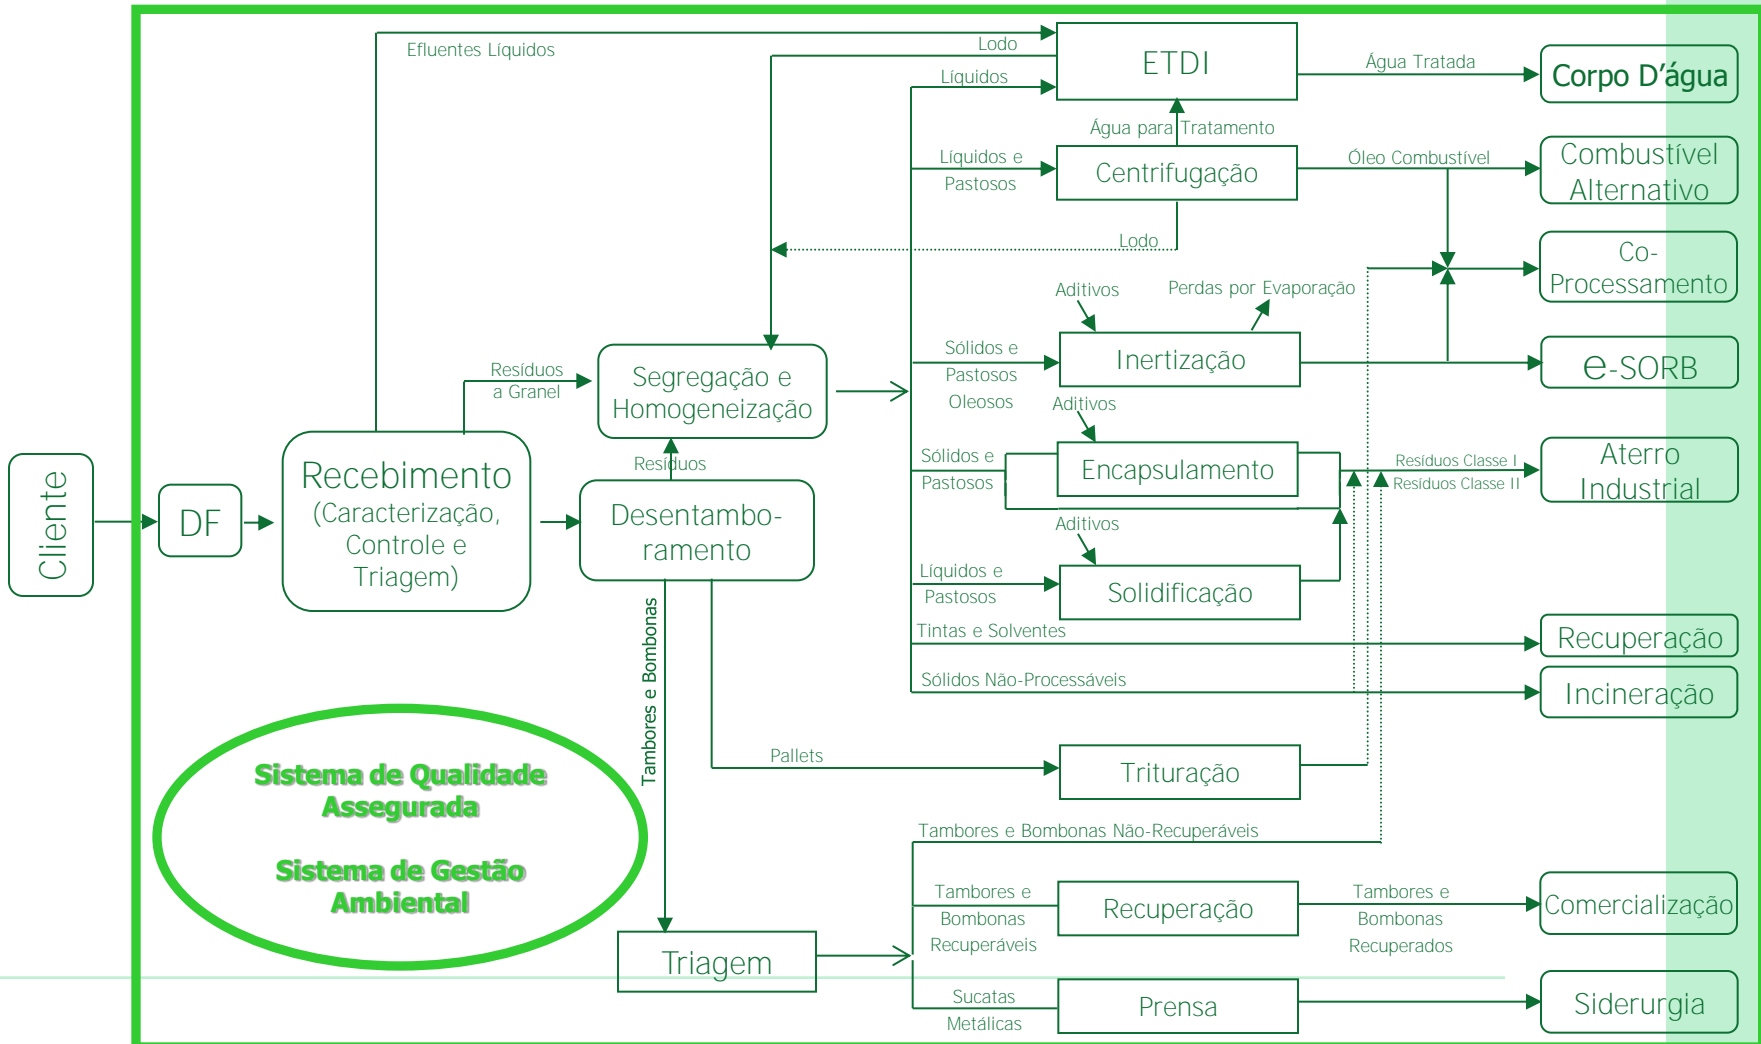 Efluentes Líquidos
Lodo
Líquidos
ETDI
Água Tratada
Corpo D'água
Água para Tratamento
Líquidos e
Pastosos
Centrifugação
Óleo Combustível
Combustível
Alternativo
Lodo
Co-
Processamento
Aditivos
Perdas por Evaporação
Sólidos e
Pastosos
Oleosos
Inertização
e-SORB
Resíduos
a Granel
Segregação e
Homogeneização
Aditivos
Sólidos e
Pastosos
Encapsulamento
Resíduos Classe I
Resíduos Classe II
Aterro
Industrial
Cliente
DF
Recebimento
(Caracterização,
Controle e
Triagem)
Resíduos
Desentambo-
ramento
Aditivos
Líquidos e
Pastosos
Solidificação
Tintas e Solventes
Recuperação
Sólidos Não-Processáveis
Incineração
Tambores e Bombonas
Pallets
Trituração
Sistema de Qualidade
Assegurada
Sistema de Gestão
Ambiental
Tambores e Bombonas Não-Recuperáveis
Tambores e
Bombonas
Recuperáveis
Recuperação
Tambores e
Bombonas
Recuperados
Comercialização
Triagem
Sucatas
Metálicas
Prensa
Siderurgia